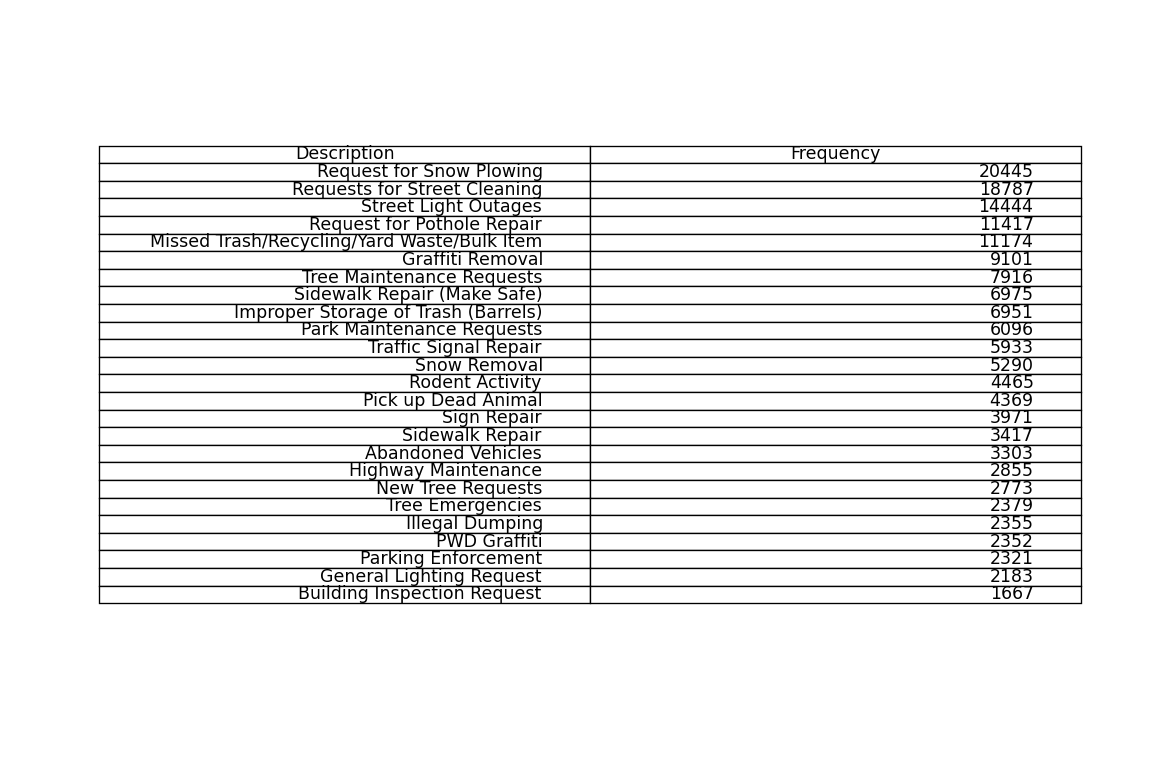 Description Frequency
Request for Snow Plowing 20445
Requests for Street Cleaning 18787
Street Light Outages 14444
Request for Pothole Repair 11417
Missed Trash/Recycling/Yard Waste/Bulk Item 11174
Graffiti Removal 9101
Tree Maintenance Requests 7916
Sidewalk Repair (Make Safe) 6975
Improper Storage of Trash (Barrels) 6951
Park Maintenance Requests 6096
Traffic Signal Repair 5933
Snow Removal 5290
Rodent Activity 4465
Pick up Dead Animal 4369
Sign Repair 3971
Sidewalk Repair 3417
Abandoned Vehicles 3303
Highway Maintenance 2855
New Tree Requests 2773
Tree Emergencies 2379
Illegal Dumping 2355
PWD Graffiti 2352
Parking Enforcement 2321
General Lighting Request 2183
Building Inspection Request 1667